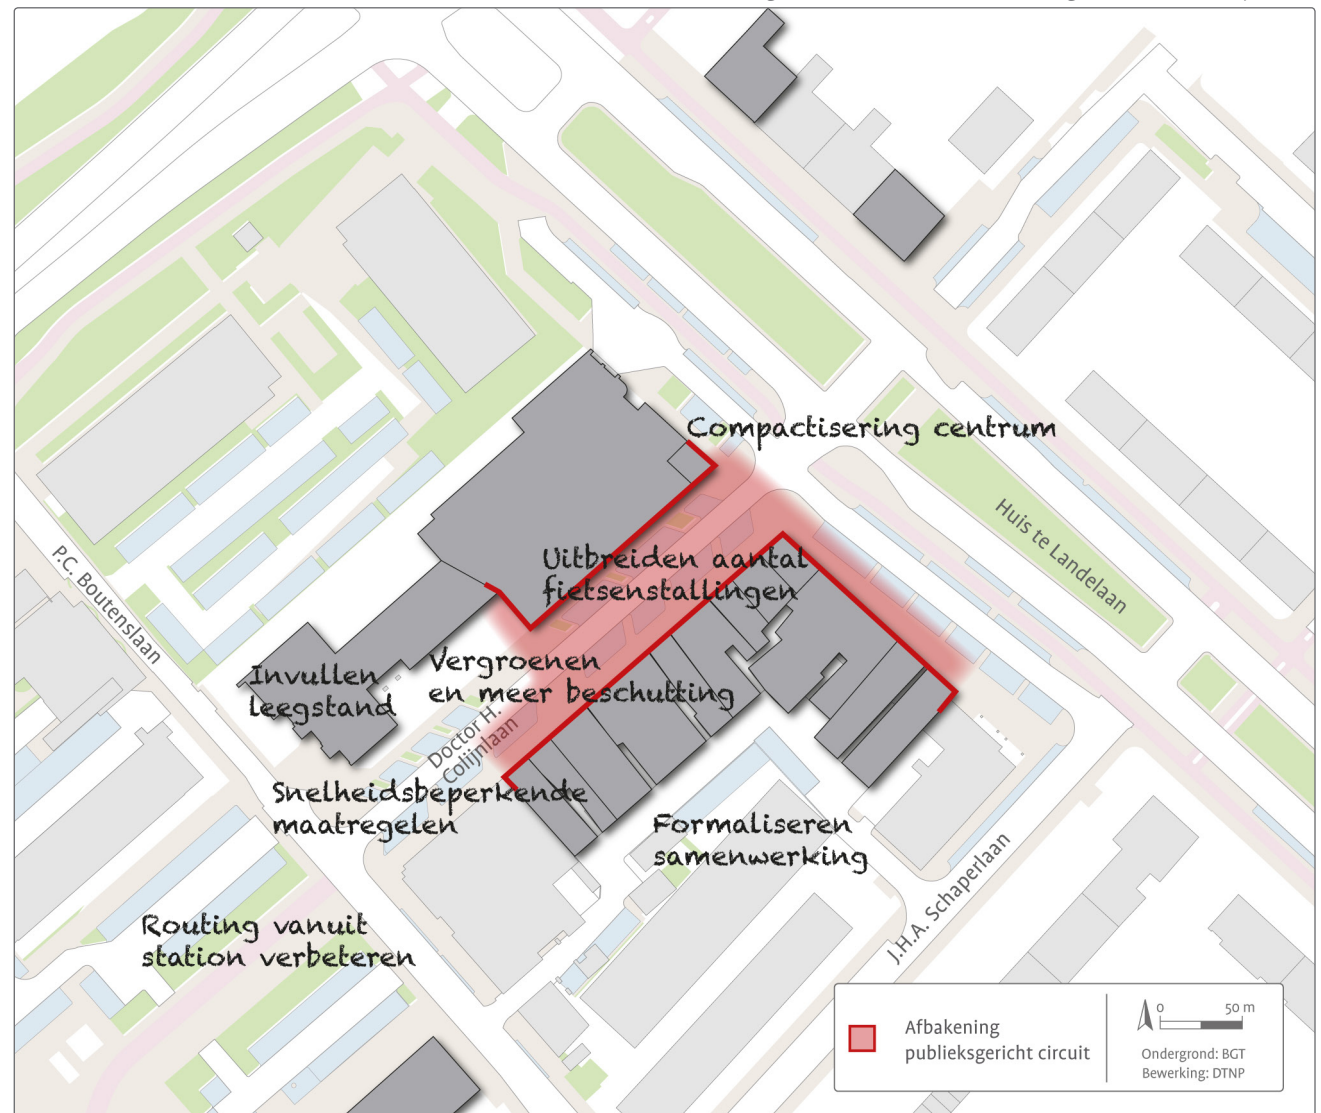 Compactisering centrum
Huis te Landelaan
Uitbreiden aantal
fietsenstallingen
P.C. Boutenslaan
Invullen
leegstand
Vergroenen
en meer beschutting
Doctor H.
Colijnlaan
Snelheidsbeperkende
maatregelen
Formaliseren
samenwerking
J.H.A. Schaperlaan
Routing vanuit
station verbeteren
Afbakening
publieksgericht circuit
0 50 m
Ondergrond: BGT
Bewerking: DTNP